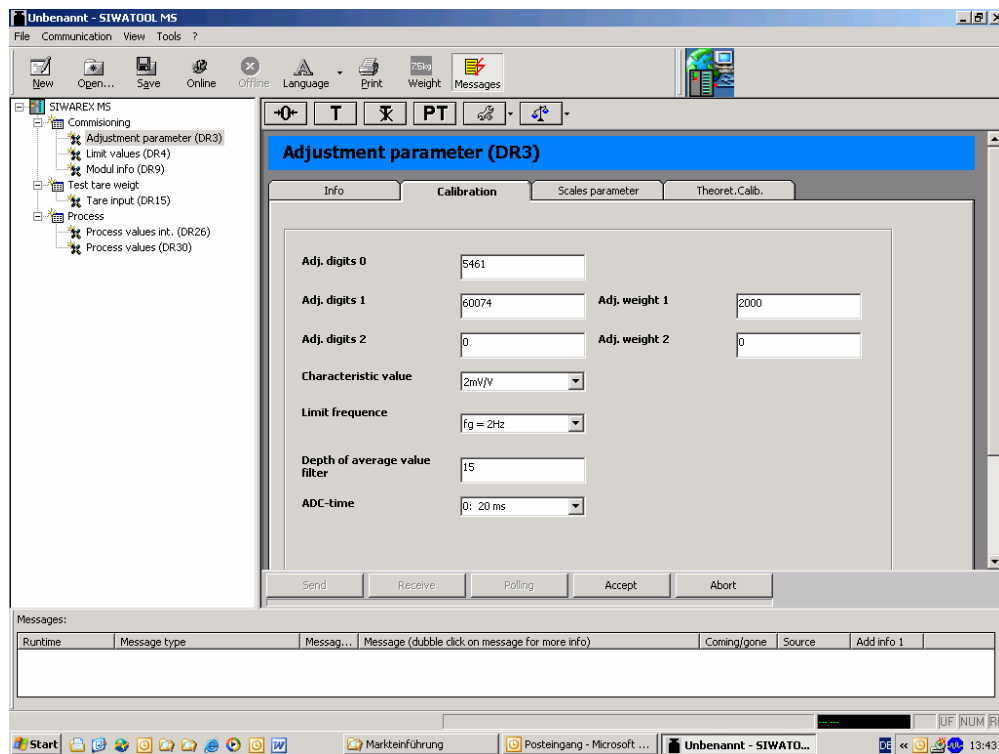 Unbenannt - SIWATOOL MS
File Communication View Tools ?
New Open... Save Online Offline Language Print Weight Messages
75kg
SIWAREX MS
Commisioning
Adjustment parameter (DR3)
Limit values (DR4)
Modul info (DR9)
Test tare weigt
Tare input (DR15)
Process
Process values int. (DR26)
Process values (DR30)
→0← T T PT
Adjustment parameter (DR3)
Info Calibration Scales parameter Theoret.Calib.
Adj. digits 0 5461
Adj. digits 1 60074 Adj. weight 1 2000
Adj. digits 2 0 Adj. weight 2 0
Characteristic value 2mV/V
Limit frequence fg = 2Hz
Depth of average value filter 15
ADC-time 0: 20 ms
Send Receive Polling Accept Abort
Messages:
Runtime Message type Messag... Message (dubble click on message for more info) Coming/gone Source Add info 1
UF NUM
Start Markteinführung Posteingang - Microsoft ... Unbenannt - SIWATO... DE « 13:43